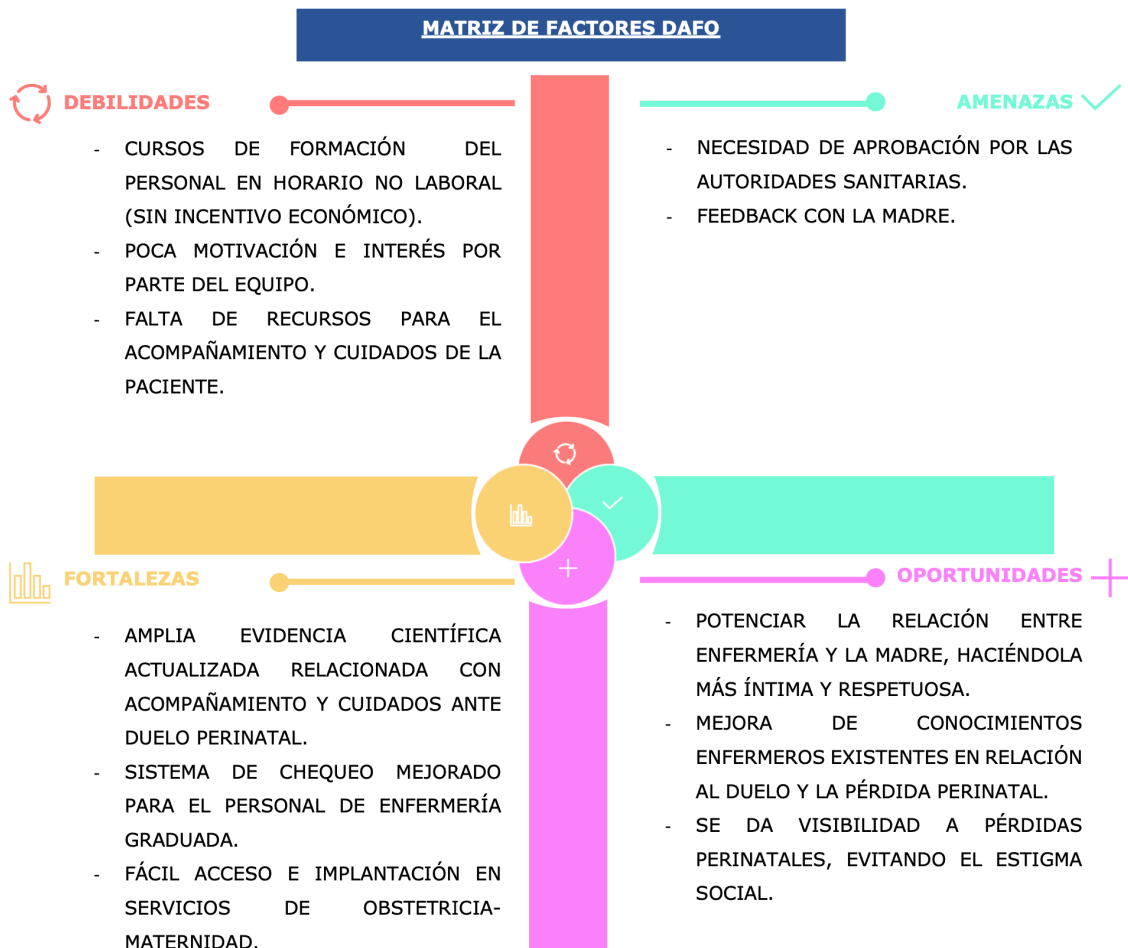 MATRIZ DE FACTORES DAFO
DEBILIDADES
- CURSOS DE FORMACIÓN DEL
PERSONAL EN HORARIO NO LABORAL
(SIN INCENTIVO ECONÓMICO).
- POCA MOTIVACIÓN E INTERÉS POR
PARTE DEL EQUIPO.
- FALTA DE RECURSOS PARA EL
ACOMPAÑAMIENTO Y CUIDADOS DE LA
PACIENTE.
AMENAZAS
- NECESIDAD DE APROBACIÓN POR LAS
AUTORIDADES SANITARIAS.
- FEEDBACK CON LA MADRE.
FORTALEZAS
- AMPLIA EVIDENCIA CIENTÍFICA
ACTUALIZADA RELACIONADA CON
ACOMPAÑAMIENTO Y CUIDADOS ANTE
DUELO PERINATAL.
- SISTEMA DE CHEQUEO MEJORADO
PARA EL PERSONAL DE ENFERMERÍA
GRADUADA.
- FÁCIL ACCESO E IMPLANTACIÓN EN
SERVICIOS DE OBSTETRICIA-
MATERNIDAD.
OPORTUNIDADES
- POTENCIAR LA RELACIÓN ENTRE
ENFERMERÍA Y LA MADRE, HACIÉNDOLA
MÁS ÍNTIMA Y RESPETUOSA.
- MEJORA DE CONOCIMIENTOS
ENFERMEROS EXISTENTES EN RELACIÓN
AL DUELO Y LA PÉRDIDA PERINATAL.
- SE DA VISIBILIDAD A PÉRDIDAS
PERINATALES, EVITANDO EL ESTIGMA
SOCIAL.